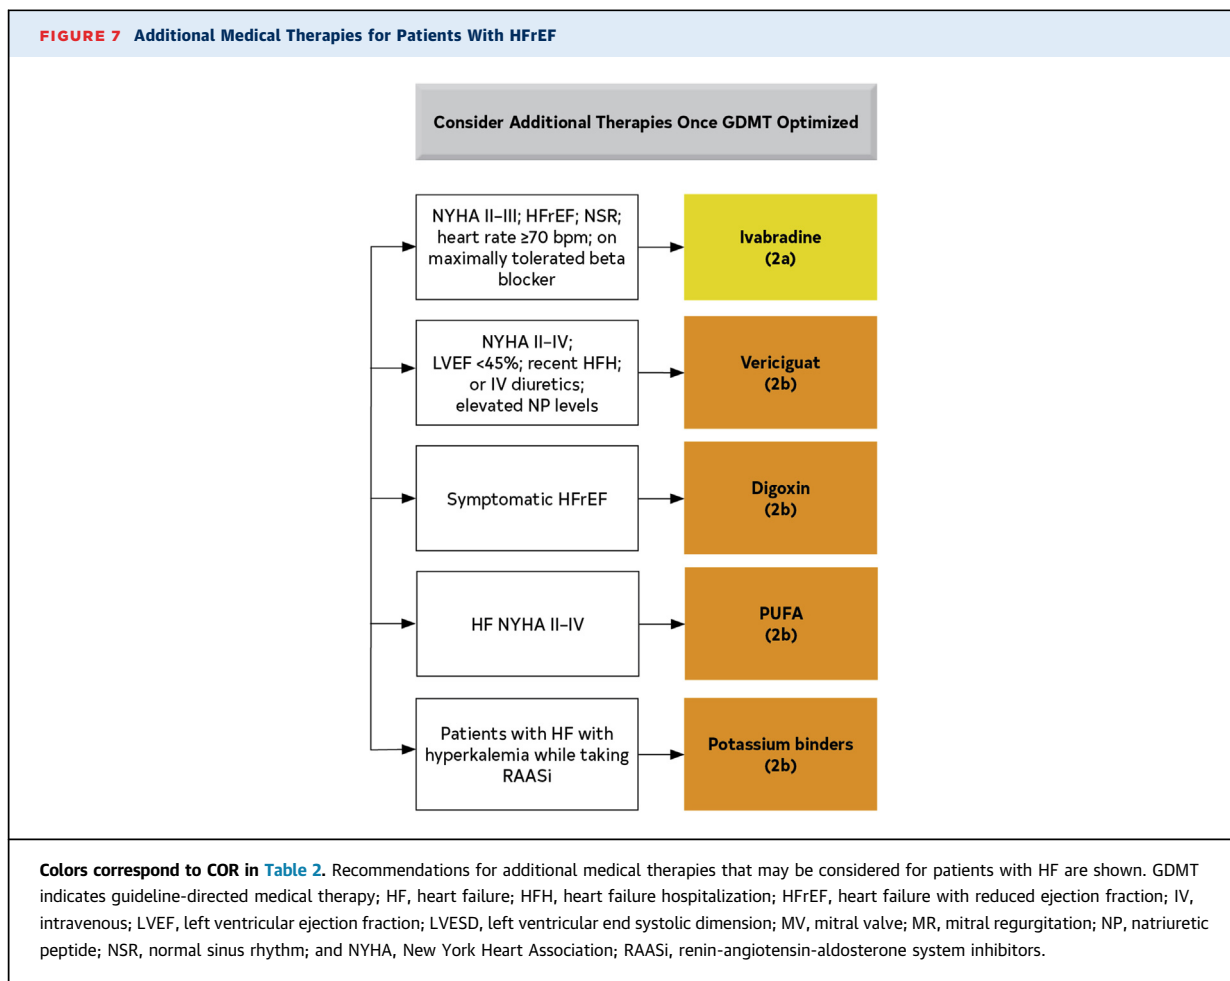 FIGURE 7 Additional Medical Therapies for Patients With HFrEF
Consider Additional Therapies Once GDMT Optimized
NYHA II–III; HFrEF; NSR;
heart rate ≥70 bpm; on
maximally tolerated beta
blocker
Ivabradine
(2a)
NYHA II–IV;
LVEF <45%; recent HFH;
or IV diuretics;
elevated NP levels
Vericiguat
(2b)
Symptomatic HFrEF
Digoxin
(2b)
HF NYHA II–IV
PUFA
(2b)
Patients with HF with
hyperkalemia while taking
RAASi
Potassium binders
(2b)
Colors correspond to COR in Table 2. Recommendations for additional medical therapies that may be considered for patients with HF are shown. GDMT
indicates guideline-directed medical therapy; HF, heart failure; HFH, heart failure hospitalization; HFrEF, heart failure with reduced ejection fraction; IV,
intravenous; LVEF, left ventricular ejection fraction; LVESD, left ventricular end systolic dimension; MV, mitral valve; MR, mitral regurgitation; NP, natriuretic
peptide; NSR, normal sinus rhythm; and NYHA, New York Heart Association; RAASi, renin-angiotensin-aldosterone system inhibitors.